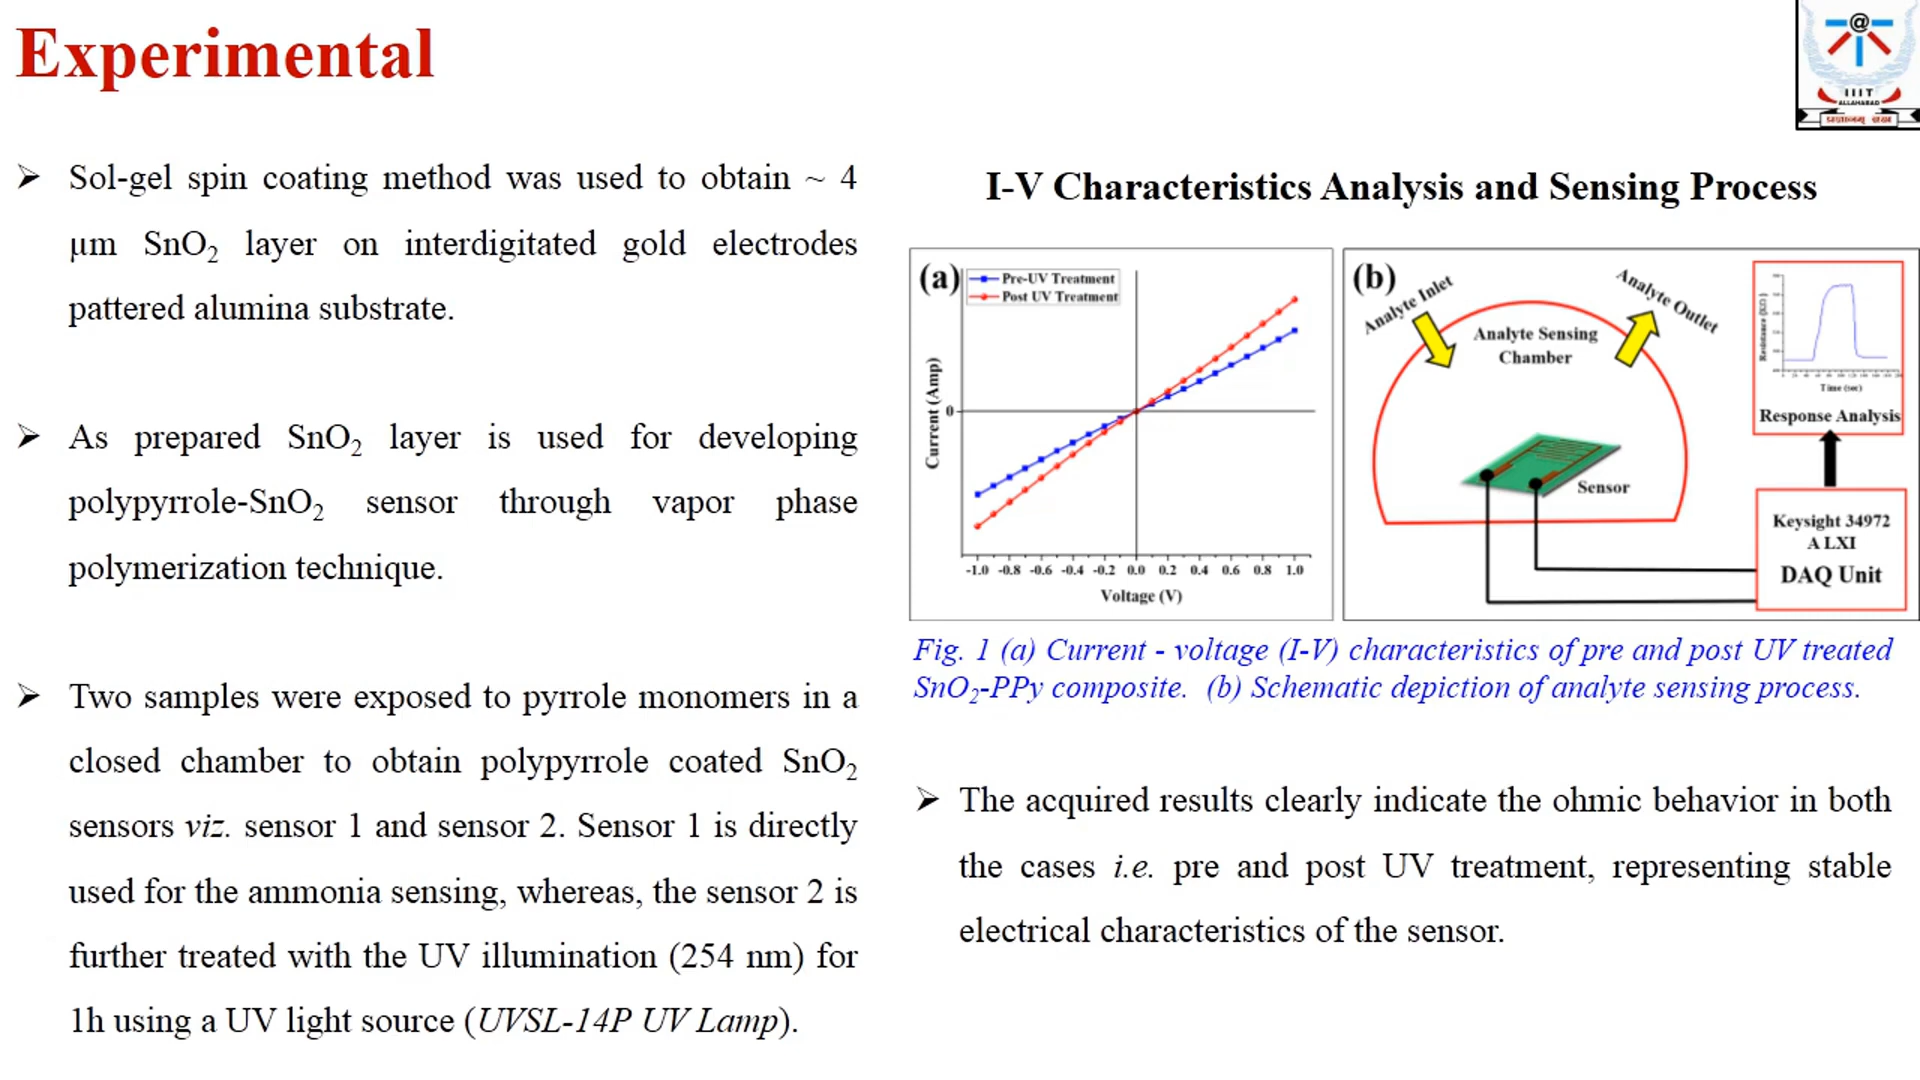 Experimental
@
IIIT
ALLAHABAD
➢ Sol-gel spin coating method was used to obtain ~ 4
µm SnO2 layer on interdigitated gold electrodes
pattered alumina substrate.
➢ As prepared SnO2 layer is used for developing
polypyrrole-SnO2 sensor through vapor phase
polymerization technique.
➢ Two samples were exposed to pyrrole monomers in a
closed chamber to obtain polypyrrole coated SnO2
sensors viz. sensor 1 and sensor 2. Sensor 1 is directly
used for the ammonia sensing, whereas, the sensor 2 is
further treated with the UV illumination (254 nm) for
1h using a UV light source (UVSL-14P UV Lamp).
I-V Characteristics Analysis and Sensing Process
(a)
Pre-UV Treatment
Post UV Treatment
Current (Amp)
0
-1.0 -0.8 -0.6 -0.4 -0.2 0.0 0.2 0.4 0.6 0.8 1.0
Voltage (V)
(b)
Analyte Inlet
Analyte Outlet
Analyte Sensing
Chamber
Sensor
Time (sec)
Response Analysis
Keysight 34972
A LXI
DAQ Unit
Fig. 1 (a) Current - voltage (I-V) characteristics of pre and post UV treated
SnO2-PPy composite. (b) Schematic depiction of analyte sensing process.
➢ The acquired results clearly indicate the ohmic behavior in both
the cases i.e. pre and post UV treatment, representing stable
electrical characteristics of the sensor.